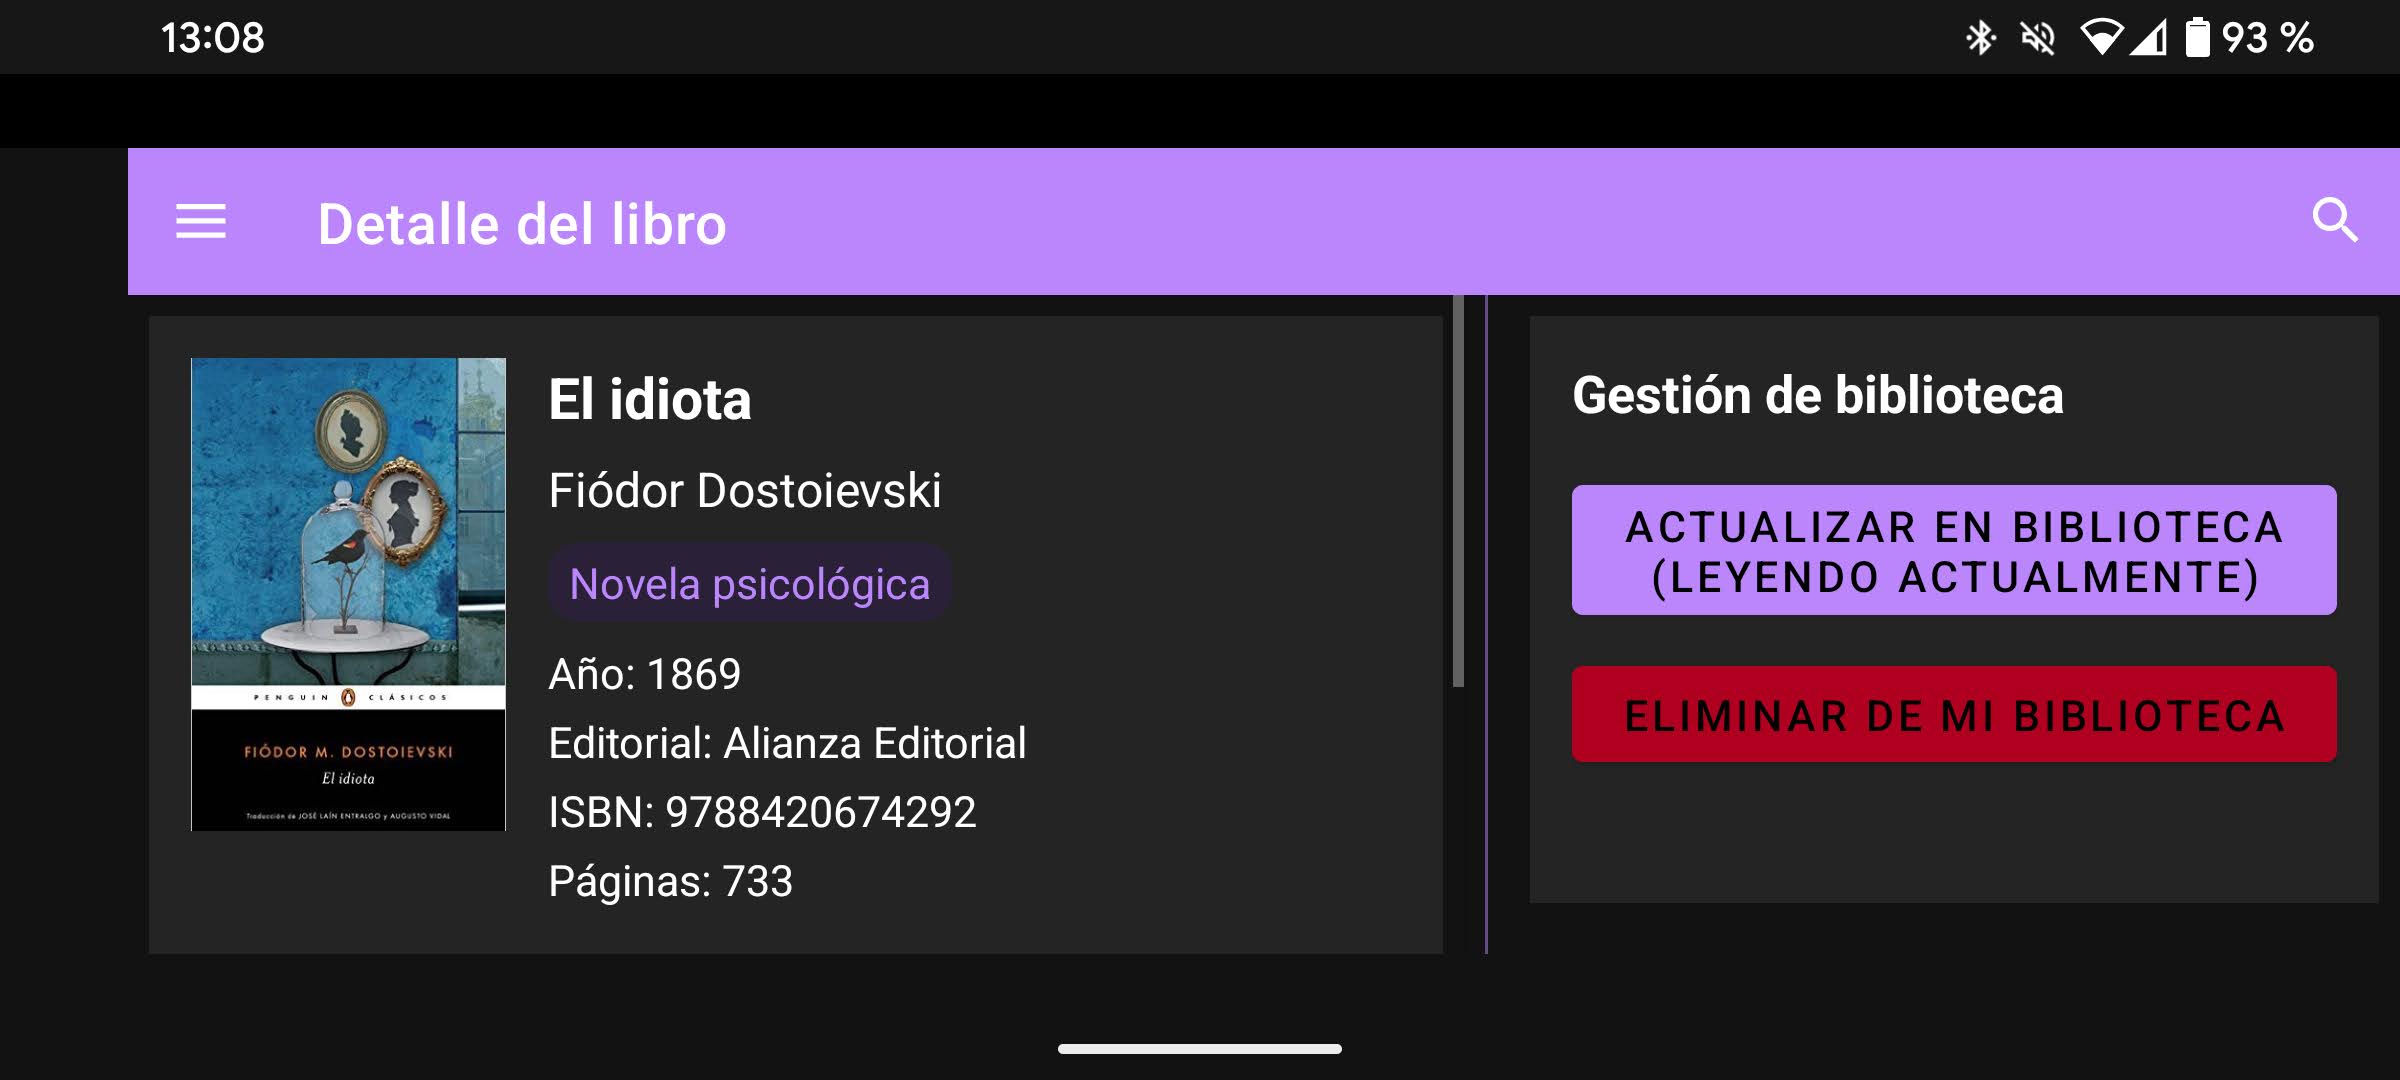 13:08
93 %
Detalle del libro
El idiota
Fiódor Dostoievski
Novela psicológica
Año: 1869
Editorial: Alianza Editorial
ISBN: 9788420674292
Páginas: 733
PENGUIN CLÁSICOS
FIÓDOR M. DOSTOIEVSKI
El idiota
Traducción de JOSÉ LAÍN ENTRALGO y AUGUSTO VIDAL
Gestión de biblioteca
ACTUALIZAR EN BIBLIOTECA
(LEYENDO ACTUALMENTE)
ELIMINAR DE MI BIBLIOTECA